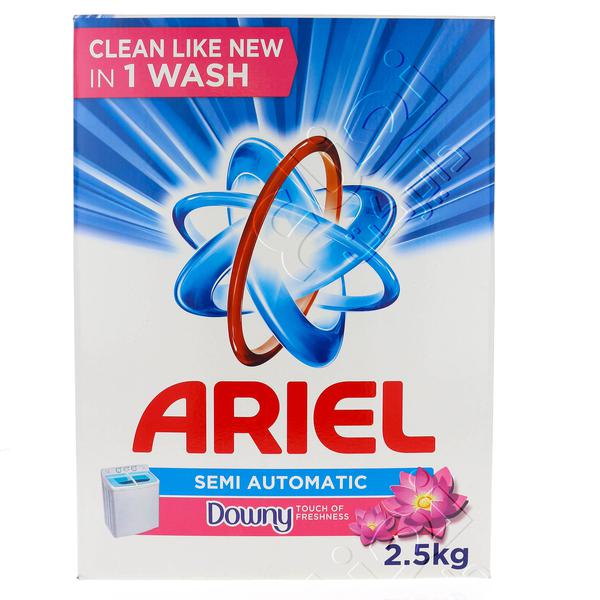 CLEAN LIKE NEW
IN 1 WASH
ARIEL
SEMI AUTOMATIC
Downy TOUCH OF
FRESHNESS
2.5kg